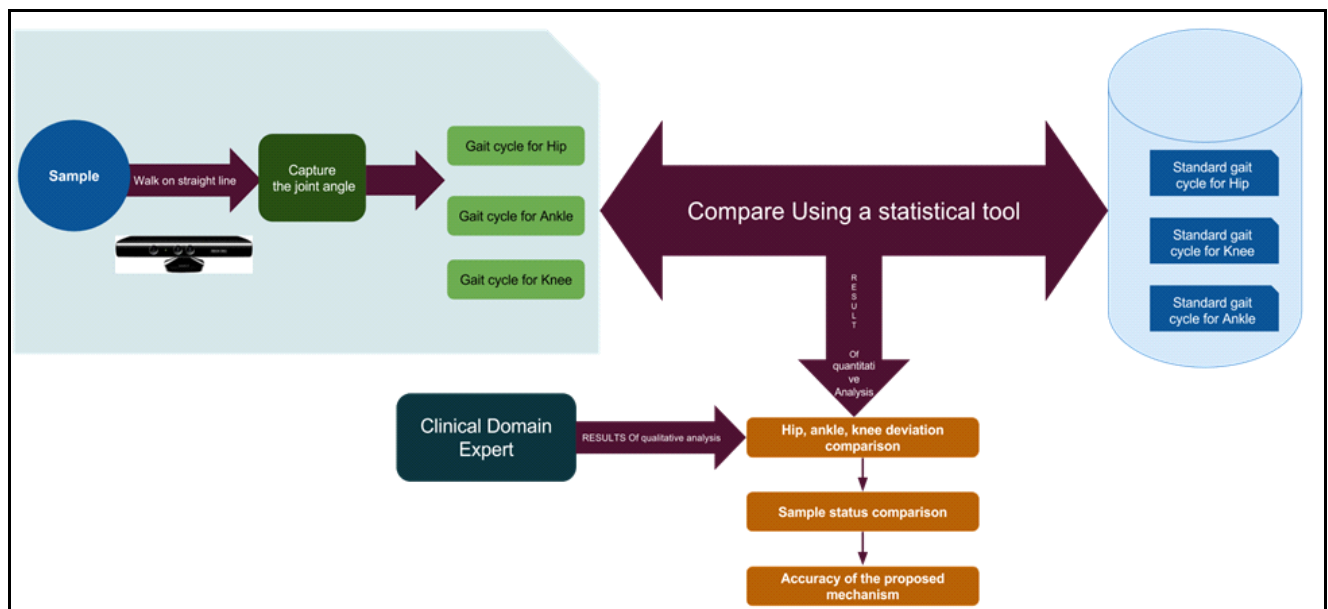 Sample
Walk on straight line
Capture
the joint angle
Gait cycle for Hip
Gait cycle for Ankle
Gait cycle for Knee
Compare Using a statistical tool
Standard gait
cycle for Hip
Standard gait
cycle for Knee
Standard gait
cycle for Ankle
R
E
S
U
L
T
Of
quantitati
ve
Analysis
Clinical Domain
Expert
RESULTS Of qualitative analysis
Hip, ankle, knee deviation
comparison
Sample status comparison
Accuracy of the proposed
mechanism